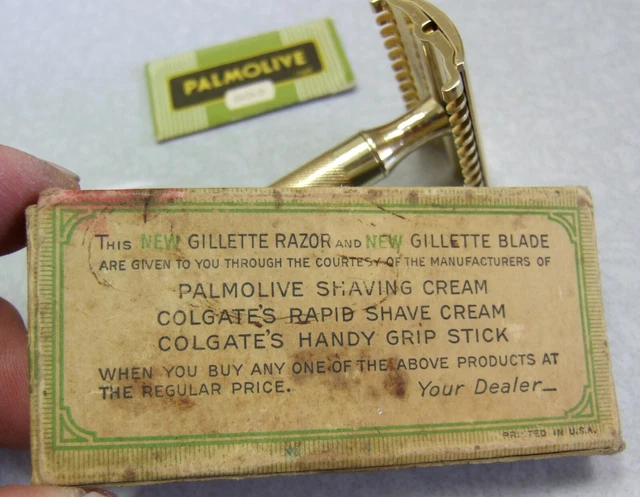 PALMOLIVE
THIS NEW GILLETTE RAZOR AND NEW GILLETTE BLADE
ARE GIVEN TO YOU THROUGH THE COURTESY OF THE MANUFACTURERS OF
PALMOLIVE SHAVING CREAM
COLGATE'S RAPID SHAVE CREAM
COLGATE'S HANDY GRIP STICK
WHEN YOU BUY ANY ONE OF THE ABOVE PRODUCTS AT
THE REGULAR PRICE. Your Dealer—
PRINTED IN U.S.A.